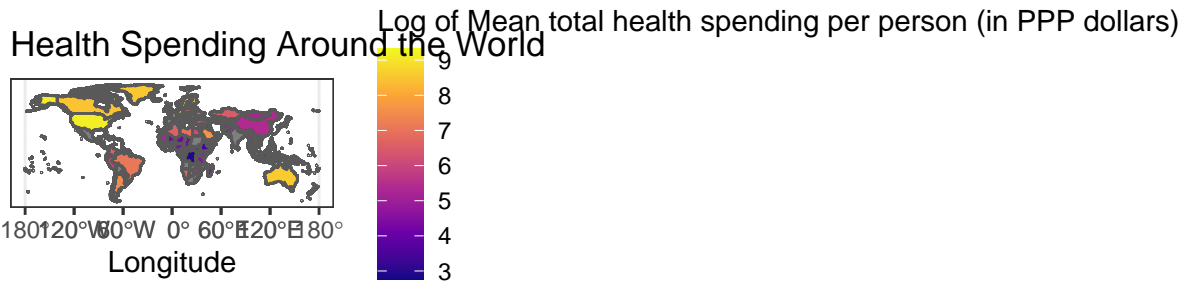 Log of Mean total health spending per person (in PPP dollars)
Health Spending Around the World
9
8
7
6
5
4
3
180° 120°W 60°W 0° 60°E 120°E 180°
Longitude